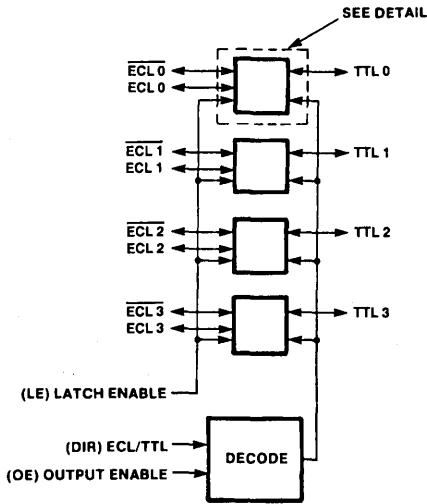 SEE DETAIL
ECL 0 TTL 0
ECL 0
ECL 1 TTL 1
ECL 1
ECL 2 TTL 2
ECL 2
ECL 3 TTL 3
ECL 3
(LE) LATCH ENABLE
(DIR) ECL/TTL
DECODE
(OE) OUTPUT ENABLE